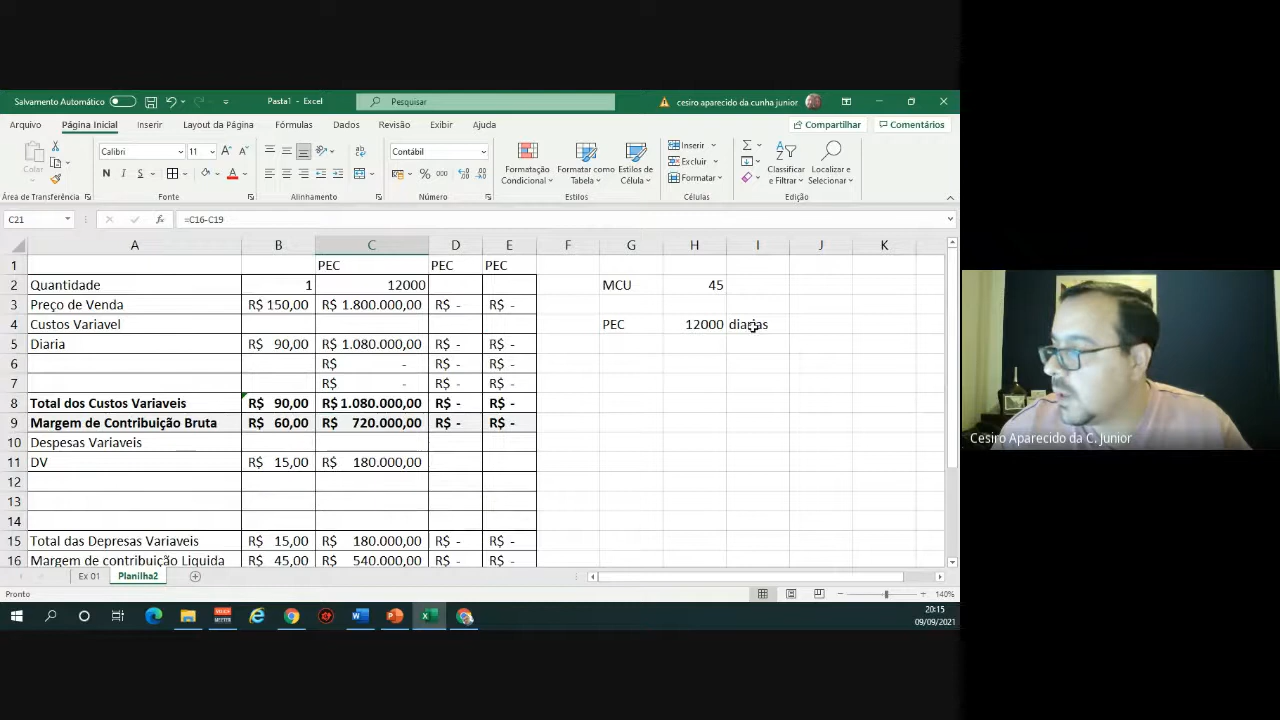 Salvamento Automático
Pasta1 - Excel
Pesquisar
cesiro aparecido da cunha junior
Arquivo
Página Inicial
Inserir
Layout da Página
Fórmulas
Dados
Revisão
Exibir
Ajuda
Compartilhar
Comentários
Colar
Calibri 11
N I S
Contábil
% 000
Formatação Condicional
Formatar como Tabela
Estilos de Célula
Inserir
Excluir
Formatar
Classificar e Filtrar
Localizar e Selecionar
Área de Transferência
Fonte
Alinhamento
Número
Estilos
Células
Edição
C21 fx =C16-C19
A B C D E F G H I J K
1 PEC PEC PEC
2 Quantidade 1 12000 MCU 45
3 Preço de Venda R$ 150,00 R$ 1.800.000,00 R$ - R$ -
4 Custos Variavel PEC 12000 diarias
5 Diaria R$ 90,00 R$ 1.080.000,00 R$ - R$ -
6 R$ - R$ - R$ -
7 R$ - R$ - R$ -
8 Total dos Custos Variaveis R$ 90,00 R$ 1.080.000,00 R$ - R$ -
9 Margem de Contribuição Bruta R$ 60,00 R$ 720.000,00 R$ - R$ -
10 Despesas Variaveis
11 DV R$ 15,00 R$ 180.000,00
12
13
14
15 Total das Depresas Variaveis R$ 15,00 R$ 180.000,00 R$ - R$ -
16 Margem de contribuição Liquida R$ 45,00 R$ 540.000,00 R$ - R$ -
Ex 01
Planilha2
Pronto
140%
20:15
09/09/2021
Cesiro Aparecido da C. Junior